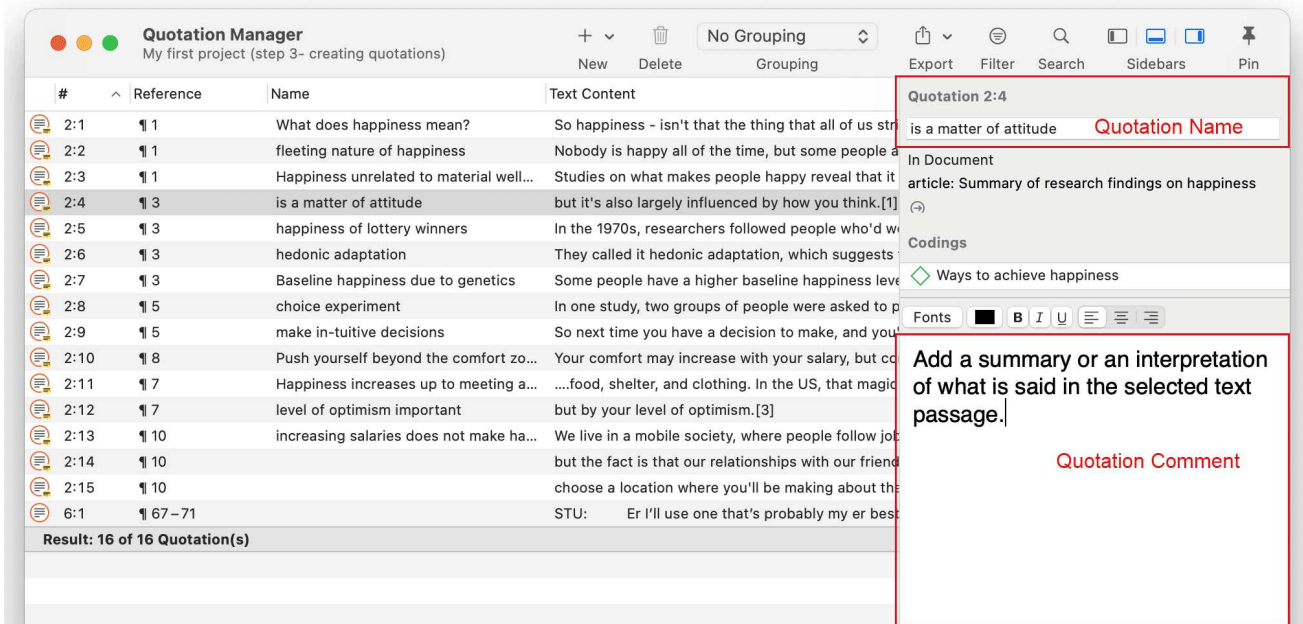 Quotation Manager
My first project (step 3- creating quotations)
No Grouping
New Delete Grouping Export Filter Search Sidebars Pin
# Reference Name Text Content
2:1 ¶ 1 What does happiness mean? So happiness - isn't that the thing that all of us stri
2:2 ¶ 1 fleeting nature of happiness Nobody is happy all of the time, but some people a
2:3 ¶ 1 Happiness unrelated to material well... Studies on what makes people happy reveal that it
2:4 ¶ 3 is a matter of attitude but it's also largely influenced by how you think.[1]
2:5 ¶ 3 happiness of lottery winners In the 1970s, researchers followed people who'd w
2:6 ¶ 3 hedonic adaptation They called it hedonic adaptation, which suggests
2:7 ¶ 3 Baseline happiness due to genetics Some people have a higher baseline happiness leve
2:8 ¶ 5 choice experiment In one study, two groups of people were asked to p
2:9 ¶ 5 make in-tuitive decisions So next time you have a decision to make, and you'
2:10 ¶ 8 Push yourself beyond the comfort zo... Your comfort may increase with your salary, but co
2:11 ¶ 7 Happiness increases up to meeting a... ....food, shelter, and clothing. In the US, that magic
2:12 ¶ 7 level of optimism important but by your level of optimism.[3]
2:13 ¶ 10 increasing salaries does not make ha... We live in a mobile society, where people follow job
2:14 ¶ 10 but the fact is that our relationships with our friend
2:15 ¶ 10 choose a location where you'll be making about the
6:1 ¶ 67–71 STU: Er I'll use one that's probably my er best
Result: 16 of 16 Quotation(s)
Quotation 2:4
is a matter of attitude Quotation Name
In Document
article: Summary of research findings on happiness
Codings
Ways to achieve happiness
Fonts B I U
Add a summary or an interpretation
of what is said in the selected text
passage.
Quotation Comment